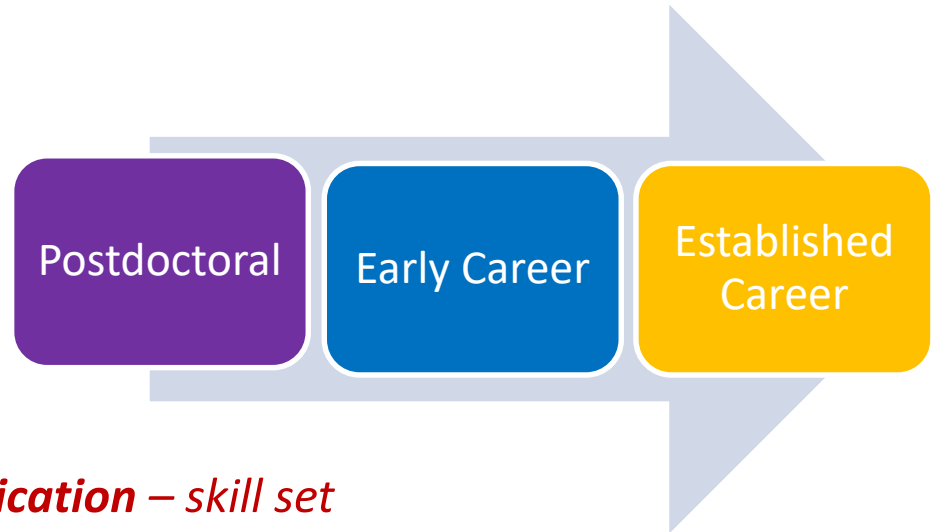 Postdoctoral
Early Career
Established
Career
ication – skill set